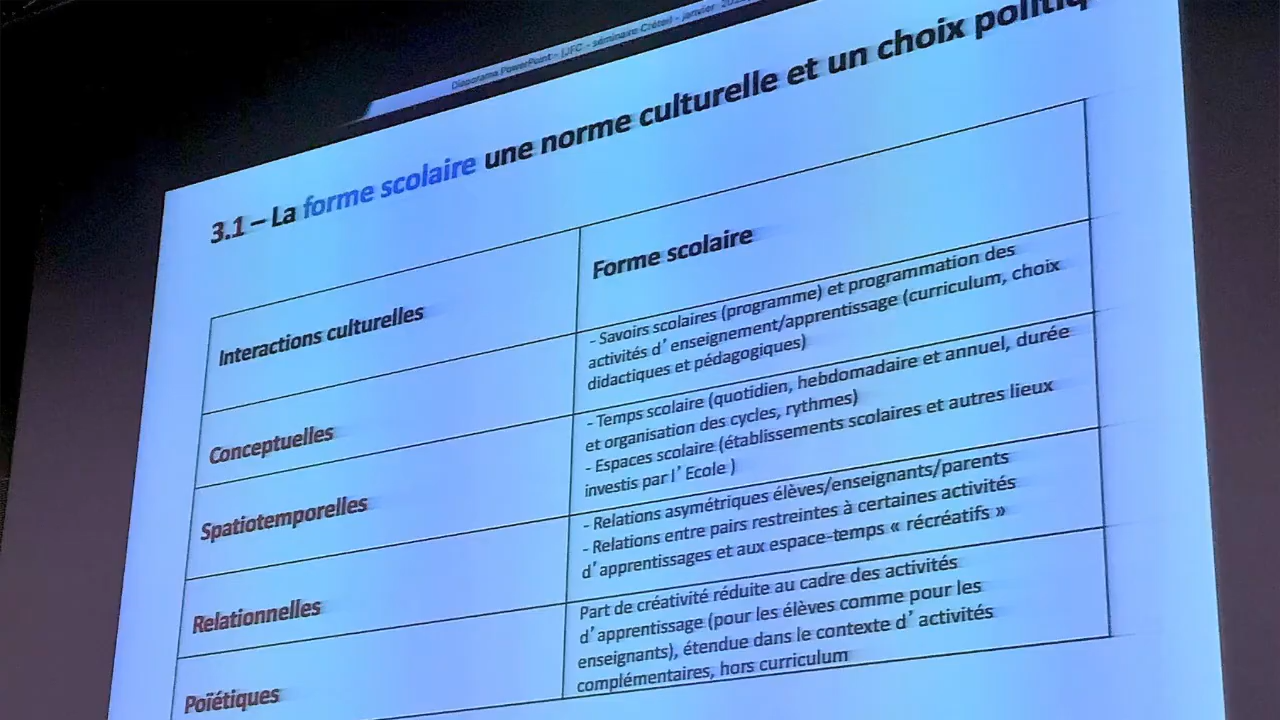 Diaporama PowerPoint - IJFC - séminaire Créteil - janvier
3.1 – La forme scolaire une norme culturelle et un choix politiq
Interactions culturelles
Forme scolaire
Conceptuelles
- Savoirs scolaires (programme) et programmation des
activités d’enseignement/apprentissage (curriculum, choix
didactiques et pédagogiques)
Spatiotemporelles
- Temps scolaire (quotidien, hebdomadaire et annuel, durée
et organisation des cycles, rythmes)
- Espaces scolaire (établissements scolaires et autres lieux
investis par l’Ecole )
Relationnelles
- Relations asymétriques élèves/enseignants/parents
- Relations entre pairs restreintes à certaines activités
d’apprentissages et aux espace-temps « récréatifs »
Poïétiques
Part de créativité réduite au cadre des activités
d’apprentissage (pour les élèves comme pour les
enseignants), étendue dans le contexte d’activités
complémentaires, hors curriculum